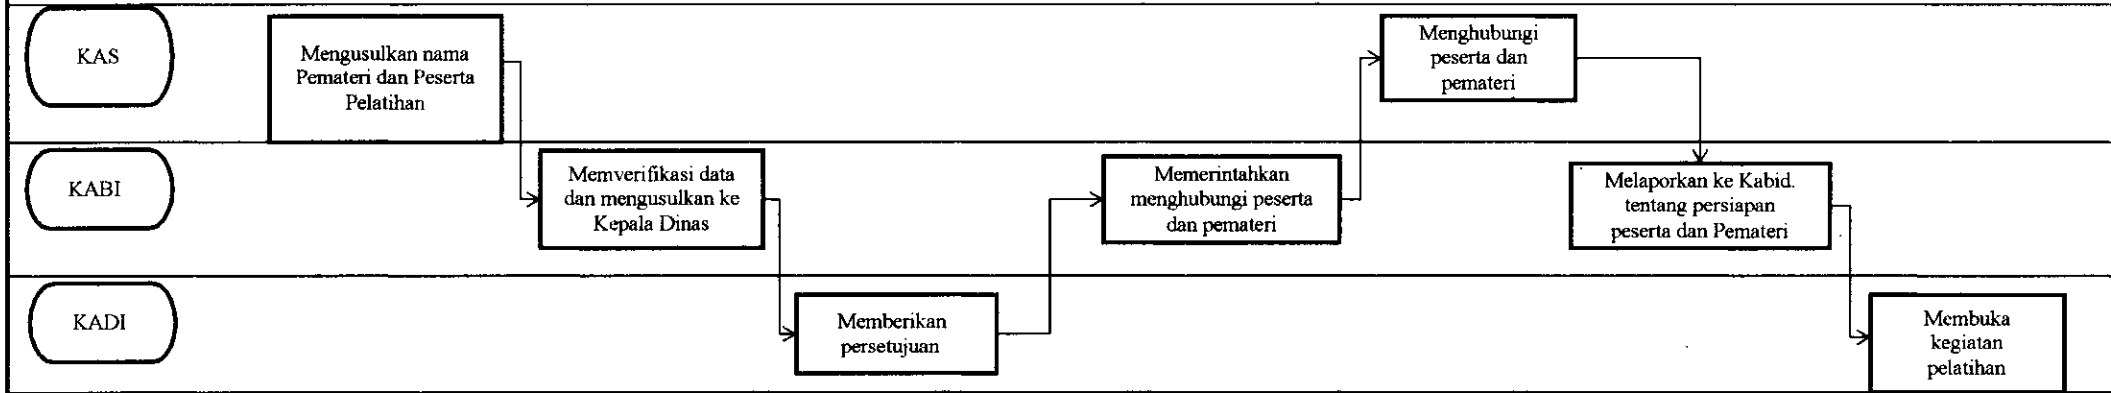 KAS
Mengusulkan nama
Pemateri dan Peserta
Pelatihan
Menghubungi
peserta dan
pemateri
KABI
Memverifikasi data
dan mengusulkan ke
Kepala Dinas
Memerintahkan
menghubungi peserta
dan pemateri
Melaporkan ke Kabid.
tentang persiapan
peserta dan Pemateri
KADI
Memberikan
persetujuan
Membuka
kegiatan
pelatihan